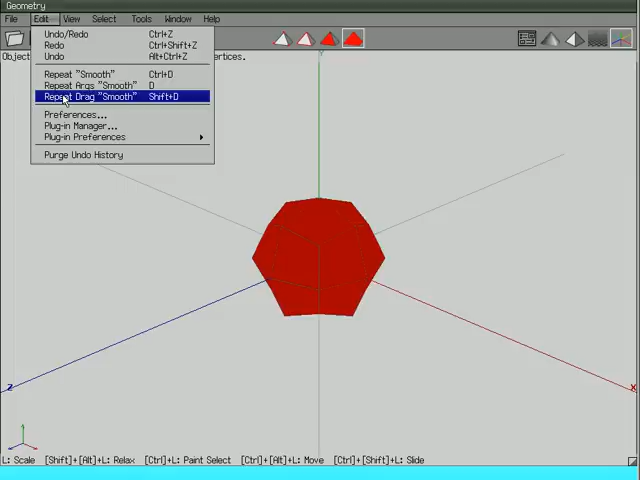 Geometry
File Edit View Select Tools Window Help
Undo/Redo Ctrl+Z
Redo Ctrl+Shift+Z
Undo Alt+Ctrl+Z
Object vertices.
Repeat "Smooth" Ctrl+D
Repeat Args "Smooth" D
Repeat Drag "Smooth" Shift+D
Preferences...
Plug-in Manager...
Plug-in Preferences
Purge Undo History
Y
Z
X
L: Scale [Shift]+[Alt]+L: Relax [Ctrl]+L: Paint Select [Ctrl]+[Alt]+L: Move [Ctrl]+[Shift]+L: Slide